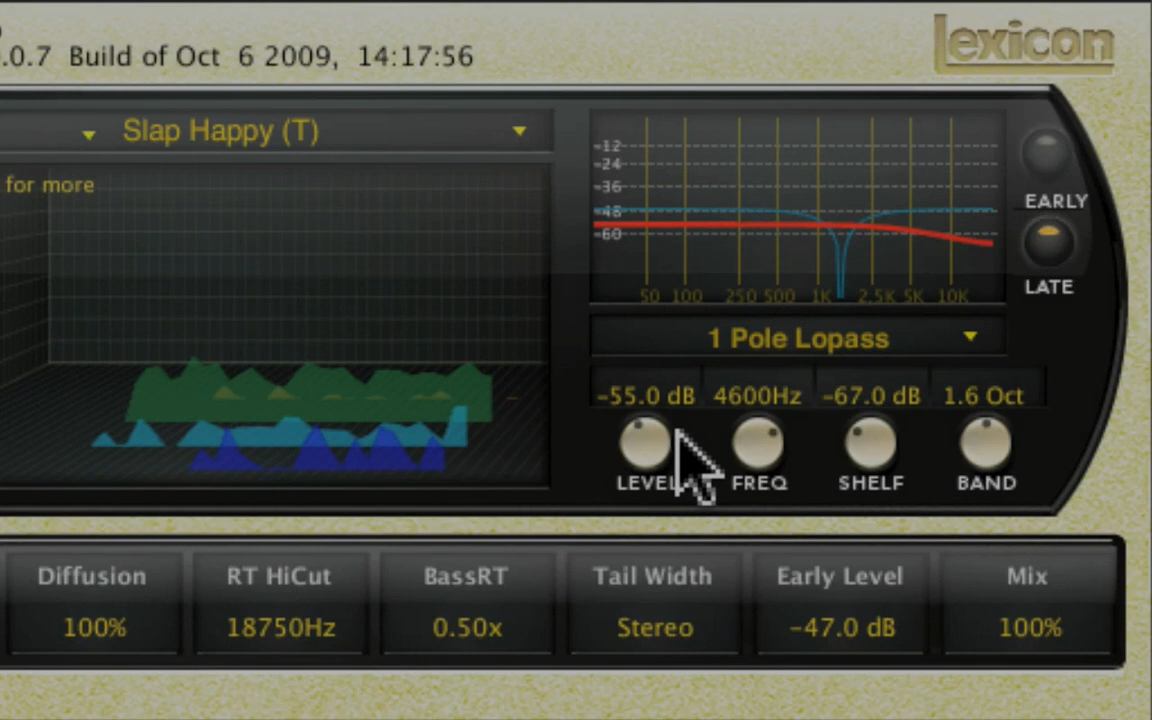 .0.7 Build of Oct 6 2009, 14:17:56
lexicon
Slap Happy (T)
for more
-12
-24
-36
-48
-60
50 100 250 500 1K 2.5K 5K 10K
EARLY
LATE
1 Pole Lopass
-55.0 dB 4600Hz -67.0 dB 1.6 Oct
LEVEL FREQ SHELF BAND
Diffusion RT HiCut BassRT Tail Width Early Level Mix
100% 18750Hz 0.50x Stereo -47.0 dB 100%